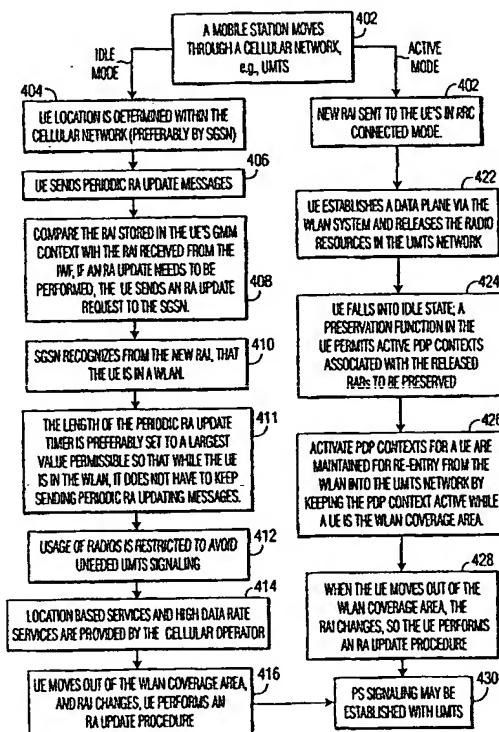 402
A MOBILE STATION MOVES
THROUGH A CELLULAR NETWORK,
e.g., UMTS
IDLE
MODE
ACTIVE
MODE
404
UE LOCATION IS DETERMINED WITHIN THE
CELLULAR NETWORK (PREFERABLY BY SGSN)
406
UE SENDS PERIODIC RA UPDATE MESSAGES
COMPARE THE RAI STORED IN THE UE'S GMM
CONTEXT WIH THE RAI RECEIVED FROM THE
IWF, IF AN RA UPDATE NEEDS TO BE
PERFORMED, THE UE SENDS AN RA UPDATE
REQUEST TO THE SGSN.
408
410
SGSN RECOGNIZES FROM THE NEW RAI, THAT
THE UE IS IN A WLAN.
411
THE LENGTH OF THE PERIODIC RA UPDATE
TIMER IS PREFERABLY SET TO A LARGEST
VALUE PERMISSIBLE SO THAT WHILE THE UE
IS IN THE WLAN, IT DOES NOT HAVE TO KEEP
SENDING PERIODIC RA UPDATING MESSAGES.
412
USAGE OF RADIOS IS RESTRICTED TO AVOID
UNEEDED UMTS SIGNALING
414
LOCATION BASED SERVICES AND HIGH DATA RATE
SERVICES ARE PROVIDED BY THE CELLULAR OPERATOR
416
UE MOVES OUT OF THE WLAN COVERAGE AREA,
AND RAI CHANGES, UE PERFORMS AN
RA UPDATE PROCEDURE
402
NEW RAI SENT TO THE UE'S IN RRC
CONNECTED MODE.
422
UE ESTABLISHES A DATA PLANE VIA THE
WLAN SYSTEM AND RELEASES THE RADIO
RESOURCES IN THE UMTS NETWORK
424
UE FALLS INTO IDLE STATE; A
PRESERVATION FUNCTION IN THE
UE PERMITS ACTIVE PDP CONTEXTS
ASSOCIATED WITH THE RELEASED
RABs TO BE PRESERVED
426
ACTIVATE PDP CONTEXTS FOR A UE ARE
MAINTAINED FOR RE-ENTRY FROM THE
WLAN INTO THE UMTS NETWORK BY
KEEPING THE PDP CONTEXT ACTIVE WHILE
A UE IS THE WLAN COVERAGE AREA.
428
WHEN THE UE MOVES OUT OF THE
WLAN COVERAGE AREA, THE
RAI CHANGES, SO THE UE PERFORMS
AN RA UPDATE PROCEDURE
430
PS SIGNALING MAY BE
ESTABLISHED WITH UMTS